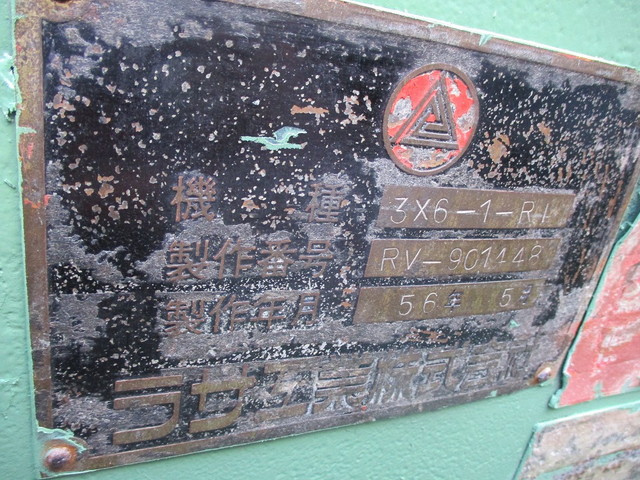 機種 3X6-1-RI
製作番号 RV-901448
製作年月 56年 5月
ラサ工業株式会社